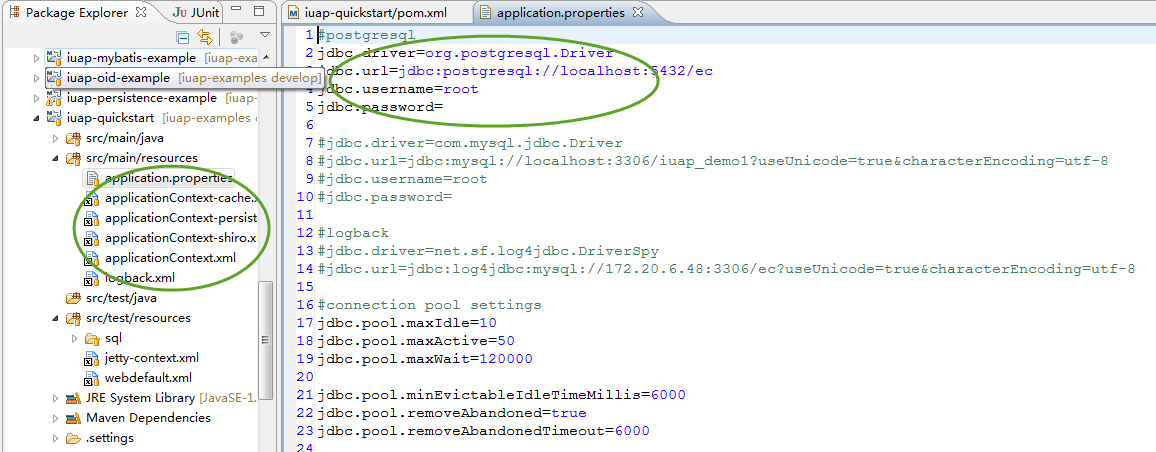 Package Explorer
JUnit
iuap-mybatis-example [iuap-exa
iuap-oid-example [iuap-examples develop]
iuap-persistence-example [iuap-
iuap-quickstart [iuap-examples
src/main/java
src/main/resources
application.properties
applicationContext-cache.
applicationContext-persist
applicationContext-shiro.x
applicationContext.xml
logback.xml
src/test/java
src/test/resources
sql
jetty-context.xml
webdefault.xml
JRE System Library [JavaSE-1.
Maven Dependencies
.settings
iuap-quickstart/pom.xml
application.properties
1 #postgresql
2 jdbc.driver=org.postgresql.Driver
3 jdbc.url=jdbc:postgresql://localhost:5432/ec
4 jdbc.username=root
5 jdbc.password=
6
7 #jdbc.driver=com.mysql.jdbc.Driver
8 #jdbc.url=jdbc:mysql://localhost:3306/iuap_demo1?useUnicode=true&characterEncoding=utf-8
9 #jdbc.username=root
10 #jdbc.password=
11
12 #logback
13 #jdbc.driver=net.sf.log4jdbc.DriverSpy
14 #jdbc.url=jdbc:log4jdbc:mysql://172.20.6.48:3306/ec?useUnicode=true&characterEncoding=utf-8
15
16 #connection pool settings
17 jdbc.pool.maxIdle=10
18 jdbc.pool.maxActive=50
19 jdbc.pool.maxWait=120000
20
21 jdbc.pool.minEvictableIdleTimeMillis=6000
22 jdbc.pool.removeAbandoned=true
23 jdbc.pool.removeAbandonedTimeout=6000
24